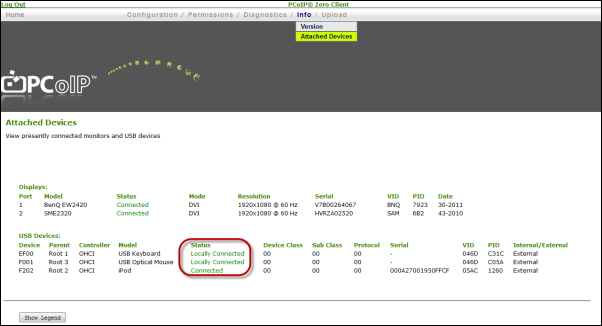 Log Out PCoIP® Zero Client
Home Configuration / Permissions / Diagnostics / Info / Upload
Version
Attached Devices
PCoIP™
Attached Devices
View presently connected monitors and USB devices
Displays:
Port Model Status Mode Resolution Serial VID PID Date
1 BenQ EW2420 Connected DVI 1920x1080 @ 60 Hz V7B00264067 BNQ 7923 30-2011
2 SME2320 Connected DVI 1920x1080 @ 60 Hz HVRZA02520 SAM 6B2 43-2010
USB Devices:
Device Parent Controller Model Status Device Class Sub Class Protocol Serial VID PID Internal/External
EF00 Root 1 OHCI USB Keyboard Locally Connected 00 00 00 - 046D C31C External
F001 Root 3 OHCI USB Optical Mouse Locally Connected 00 00 00 - 046D C05A External
F202 Root 2 OHCI iPod Connected 00 00 00 000A27001950FFCF 05AC 1260 External
Show Legend